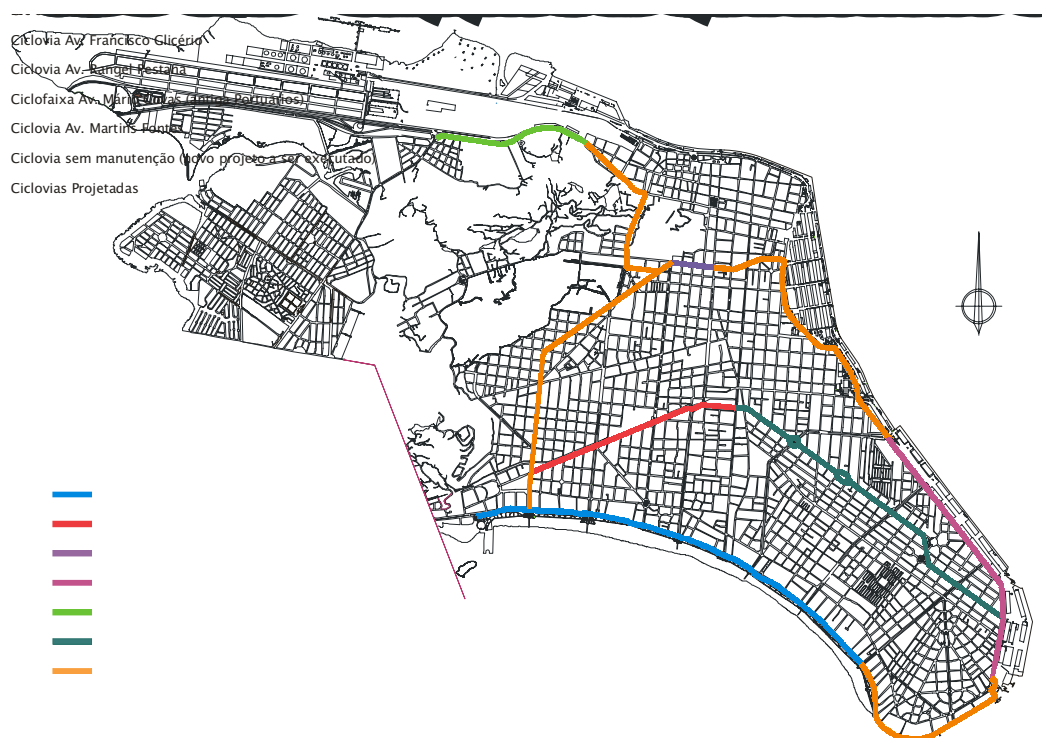 Ciclovia Av. Francisco Glicério
Ciclovia Av. Rangel Pestana
Ciclofaixa Av. Mário Covas (antiga Portuários)
Ciclovia Av. Martins Fontes
Ciclovia sem manutenção (novo projeto a ser executado)
Ciclovias Projetadas